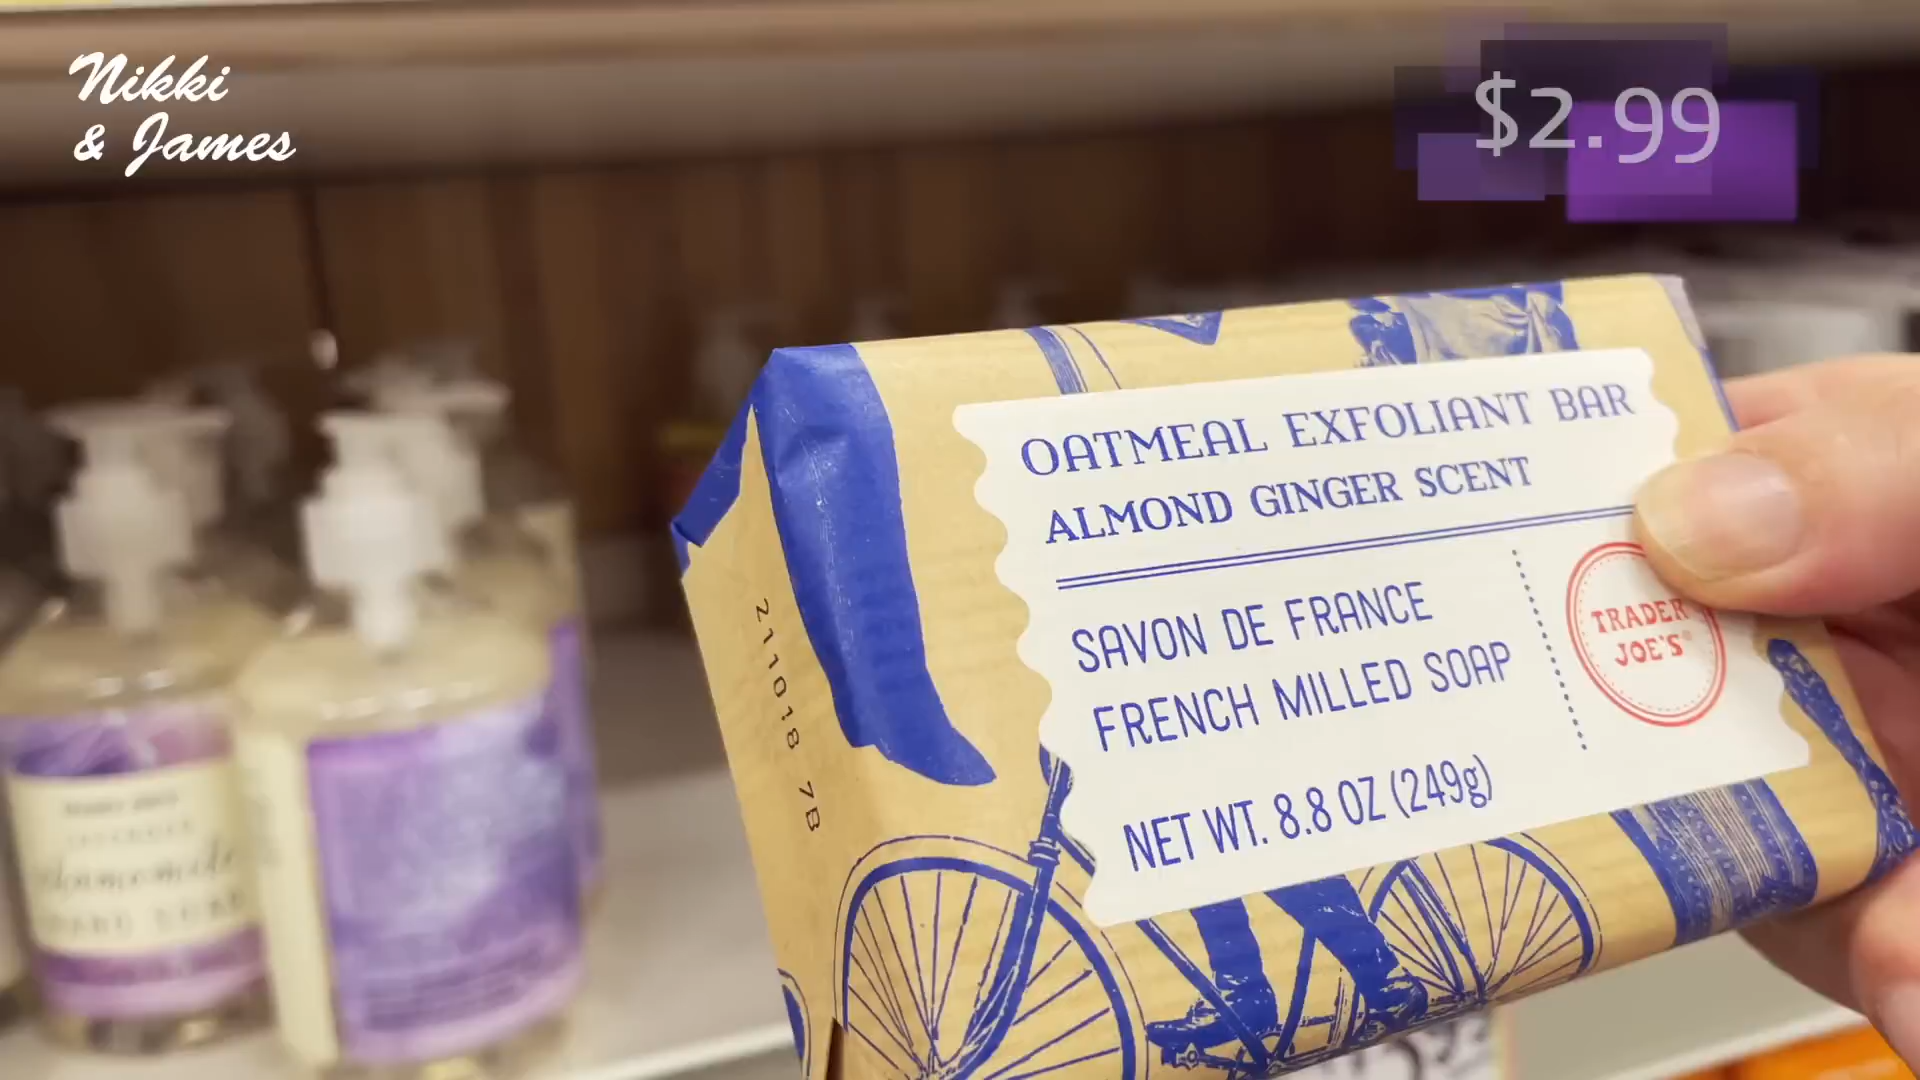 Nikki
& James
$2.99
OATMEAL EXFOLIANT BAR
ALMOND GINGER SCENT
SAVON DE FRANCE
FRENCH MILLED SOAP
NET WT. 8.8 OZ (249g)
TRADER
JOE'S®
211018 7B
chamomile